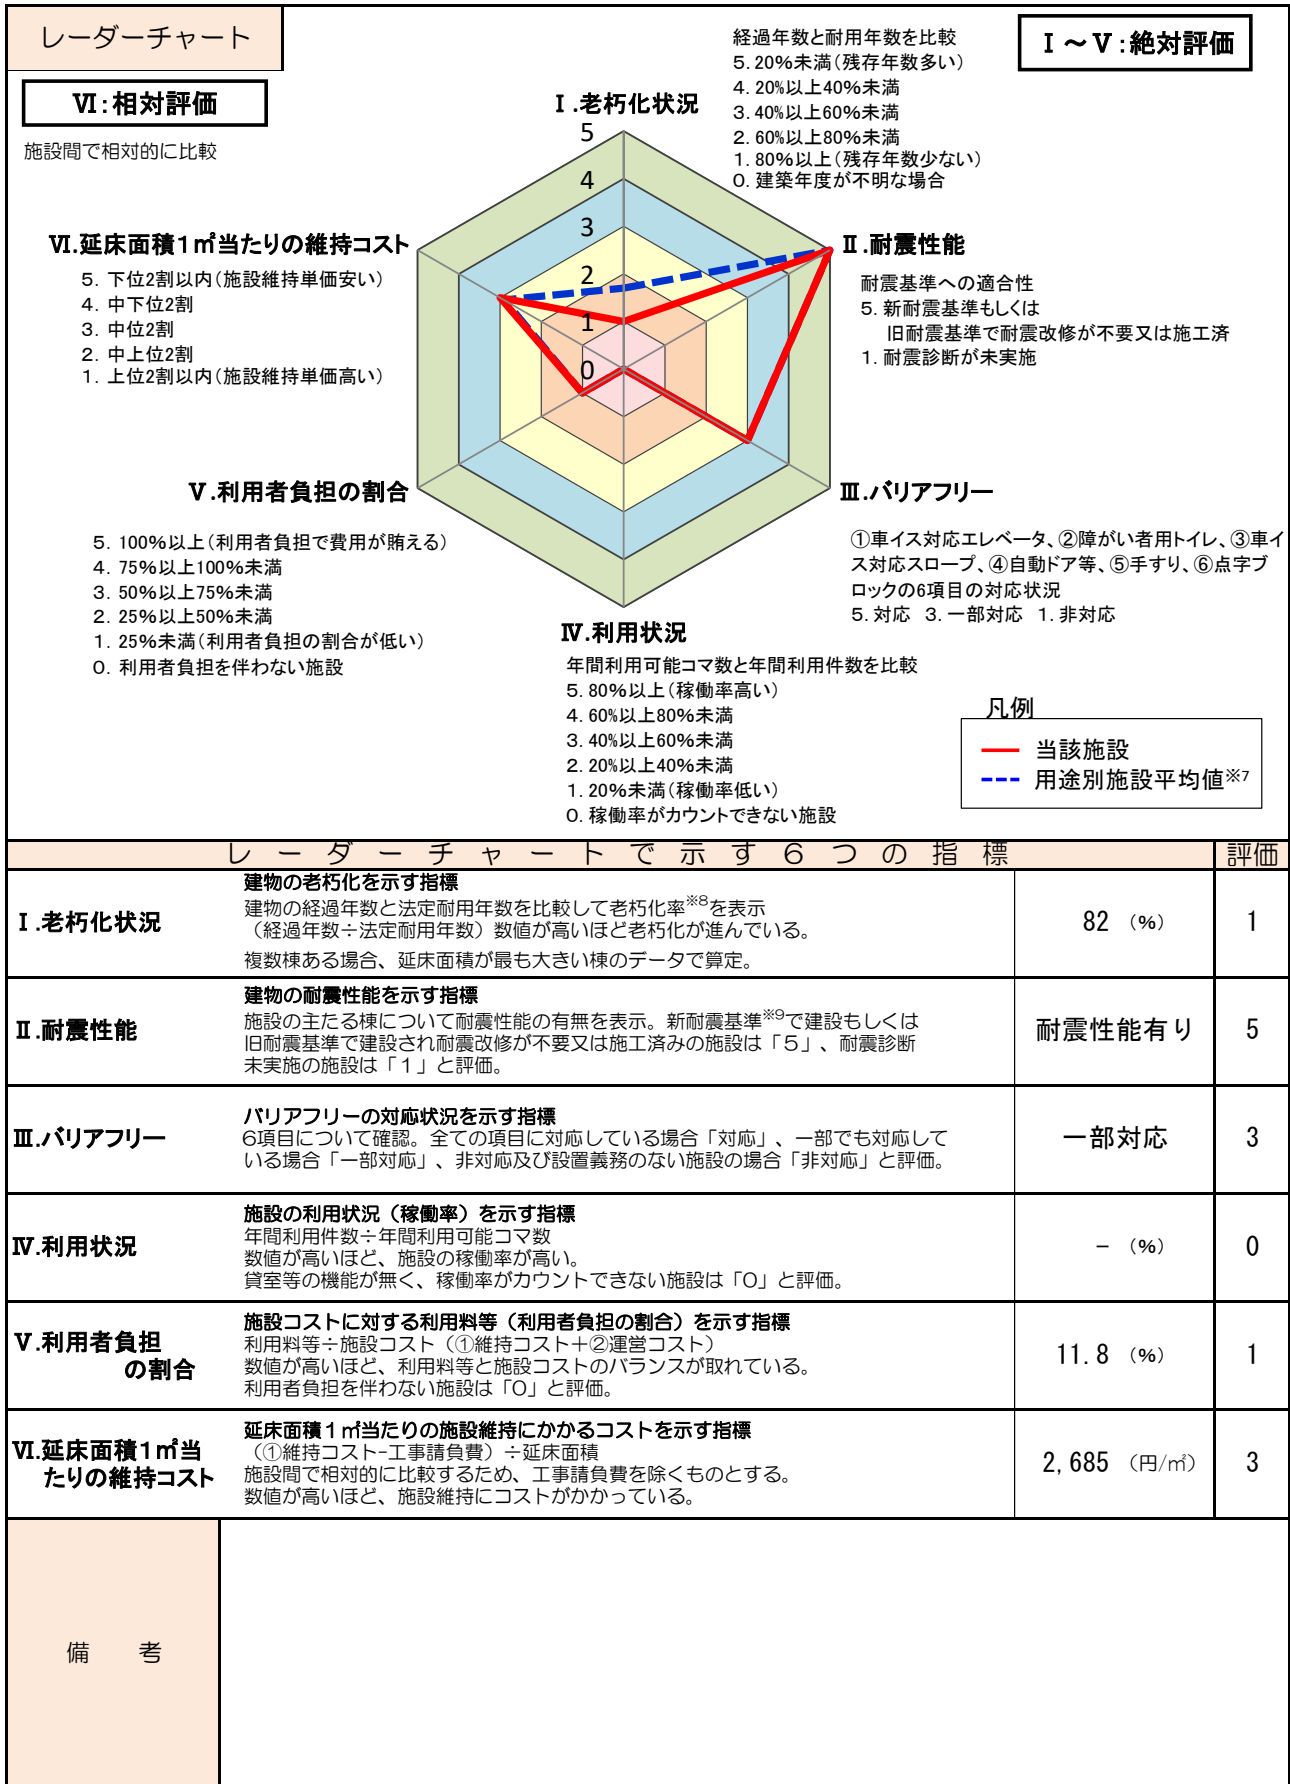 レーダーチャート
Ⅰ～Ⅴ:絶対評価
Ⅵ:相対評価
施設間で相対的に比較
経過年数と耐用年数を比較
5.20%未満(残存年数多い)
4.20%以上40%未満
3.40%以上60%未満
2.60%以上80%未満
1.80%以上(残存年数少ない)
0.建築年度が不明な場合
Ⅰ.老朽化状況
5
4
3
2
1
0
Ⅵ.延床面積1㎡当たりの維持コスト
5.下位2割以内(施設維持単価安い)
4.中下位2割
3.中位2割
2.中上位2割
1.上位2割以内(施設維持単価高い)
Ⅱ.耐震性能
耐震基準への適合性
5.新耐震基準もしくは
旧耐震基準で耐震改修が不要又は施工済
1.耐震診断が未実施
Ⅴ.利用者負担の割合
5.100%以上(利用者負担で費用が賄える)
4.75%以上100%未満
3.50%以上75%未満
2.25%以上50%未満
1.25%未満(利用者負担の割合が低い)
0.利用者負担を伴わない施設
Ⅲ.バリアフリー
①車イス対応エレベータ、②障がい者用トイレ、③車イ
ス対応スロープ、④自動ドア等、⑤手すり、⑥点字ブ
ロックの6項目の対応状況
5.対応 3.一部対応 1.非対応
Ⅳ.利用状況
年間利用可能コマ数と年間利用件数を比較
5.80%以上(稼働率高い)
4.60%以上80%未満
3.40%以上60%未満
2.20%以上40%未満
1.20%未満(稼働率低い)
0.稼働率がカウントできない施設
凡例
当該施設
用途別施設平均値※7
レーダーチャートで示す6つの指標 評価
Ⅰ.老朽化状況
建物の老朽化を示す指標
建物の経過年数と法定耐用年数を比較して老朽化率※8を表示
(経過年数÷法定耐用年数)数値が高いほど老朽化が進んでいる。
複数棟ある場合、延床面積が最も大きい棟のデータで算定。
82 (%) 1
Ⅱ.耐震性能
建物の耐震性能を示す指標
施設の主たる棟について耐震性能の有無を表示。新耐震基準※9で建設もしくは
旧耐震基準で建設され耐震改修が不要又は施工済みの施設は「5」、耐震診断
未実施の施設は「1」と評価。
耐震性能有り 5
Ⅲ.バリアフリー
バリアフリーの対応状況を示す指標
6項目について確認。全ての項目に対応している場合「対応」、一部でも対応して
いる場合「一部対応」、非対応及び設置義務のない施設の場合「非対応」と評価。
一部対応 3
Ⅳ.利用状況
施設の利用状況(稼働率)を示す指標
年間利用件数÷年間利用可能コマ数
数値が高いほど、施設の稼働率が高い。
貸室等の機能が無く、稼働率がカウントできない施設は「0」と評価。
- (%) 0
Ⅴ.利用者負担
の割合
施設コストに対する利用料等(利用者負担の割合)を示す指標
利用料等÷施設コスト(①維持コスト+②運営コスト)
数値が高いほど、利用料等と施設コストのバランスが取れている。
利用者負担を伴わない施設は「0」と評価。
11.8 (%) 1
Ⅵ.延床面積1㎡当
たりの維持コスト
延床面積1㎡当たりの施設維持にかかるコストを示す指標
(①維持コスト-工事請負費)÷延床面積
施設間で相対的に比較するため、工事請負費を除くものとする。
数値が高いほど、施設維持にコストがかかっている。
2,685 (円/㎡) 3
備 考